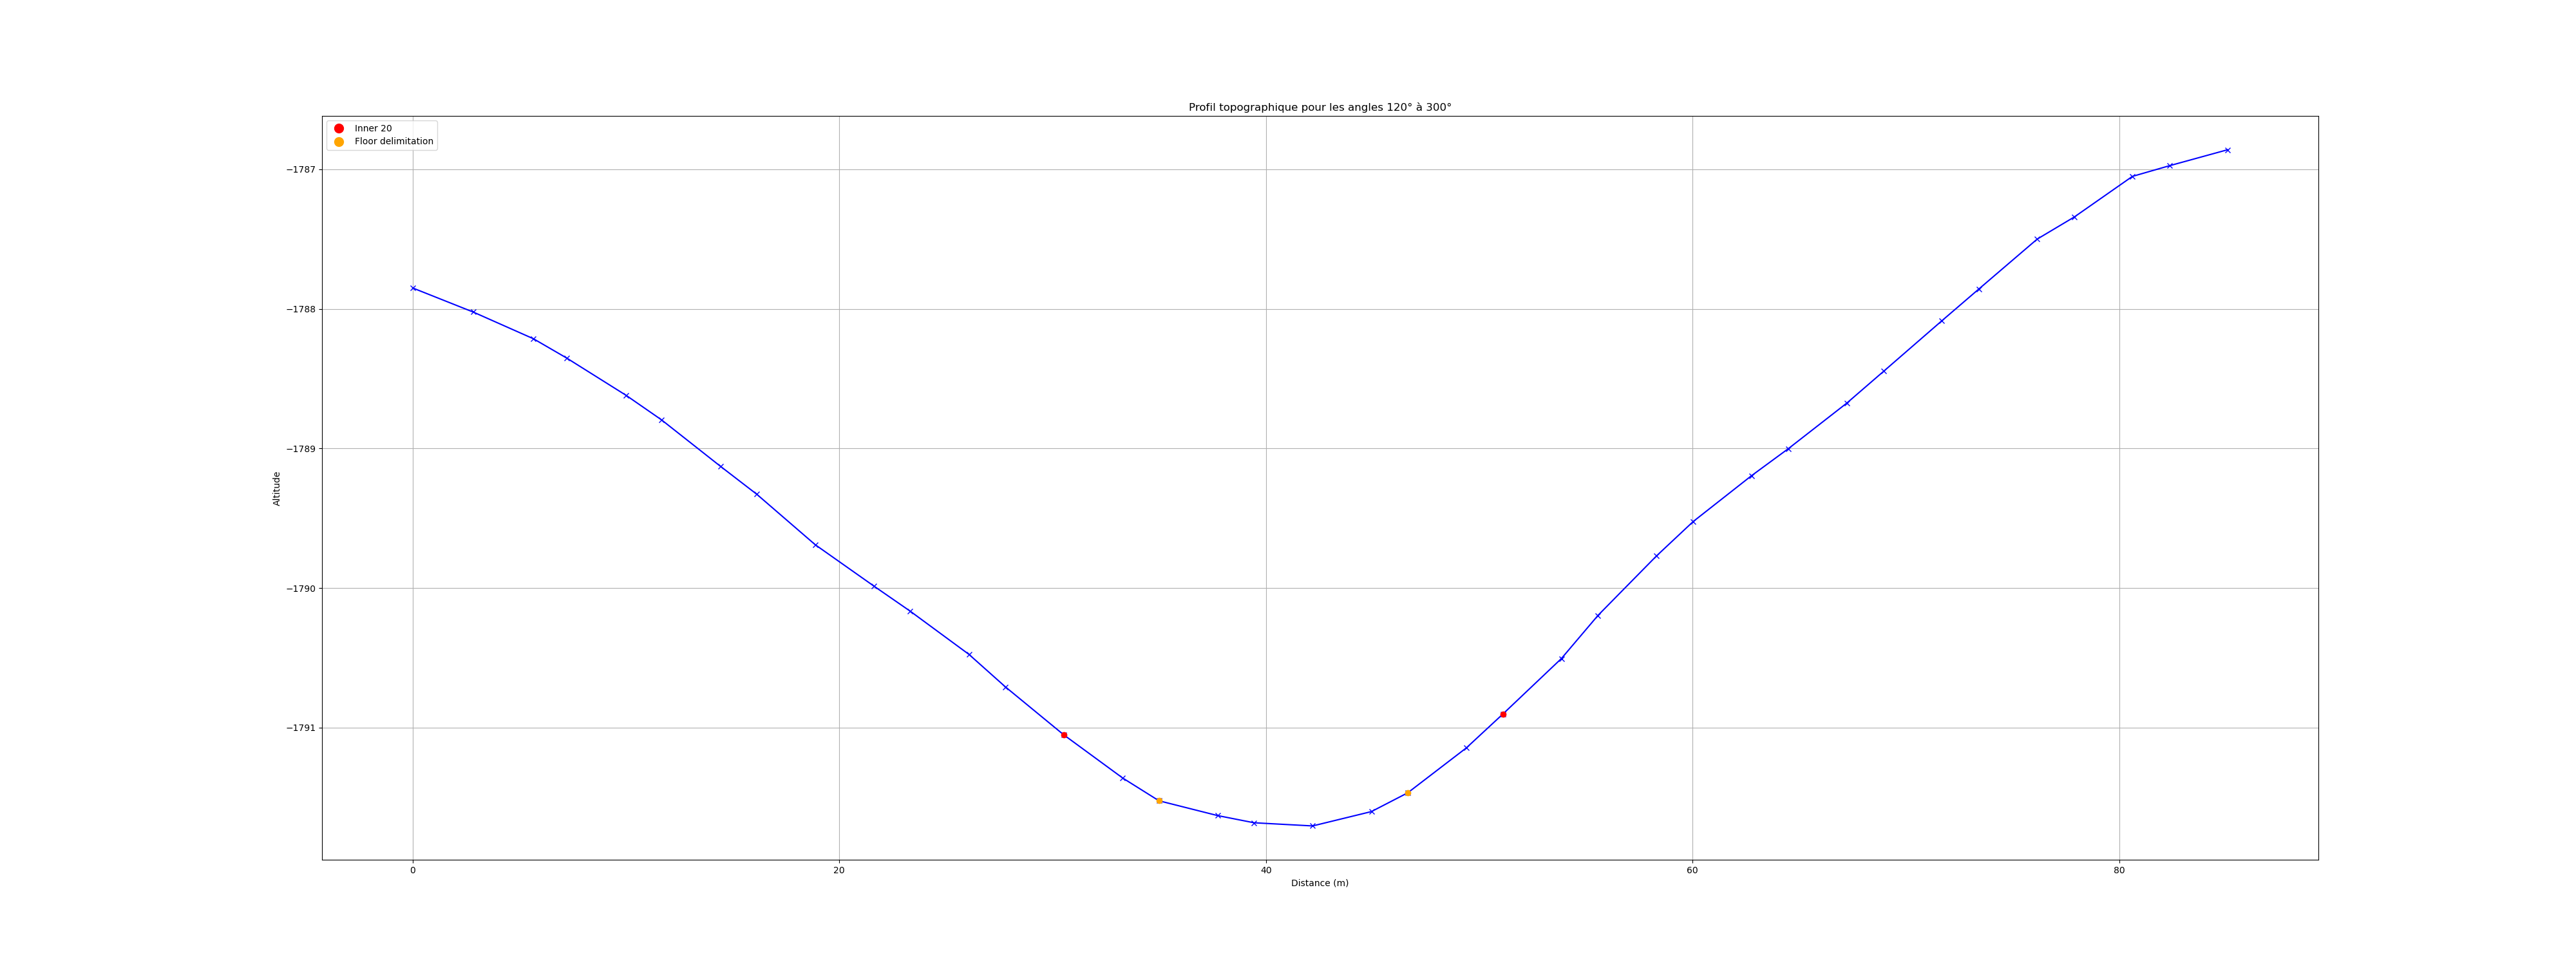 Profil topographique pour les angles 120° à 300°
Inner 20
Floor delimitation
−1787
−1788
−1789
−1790
−1791
Altitude
0
20
40
60
80
Distance (m)